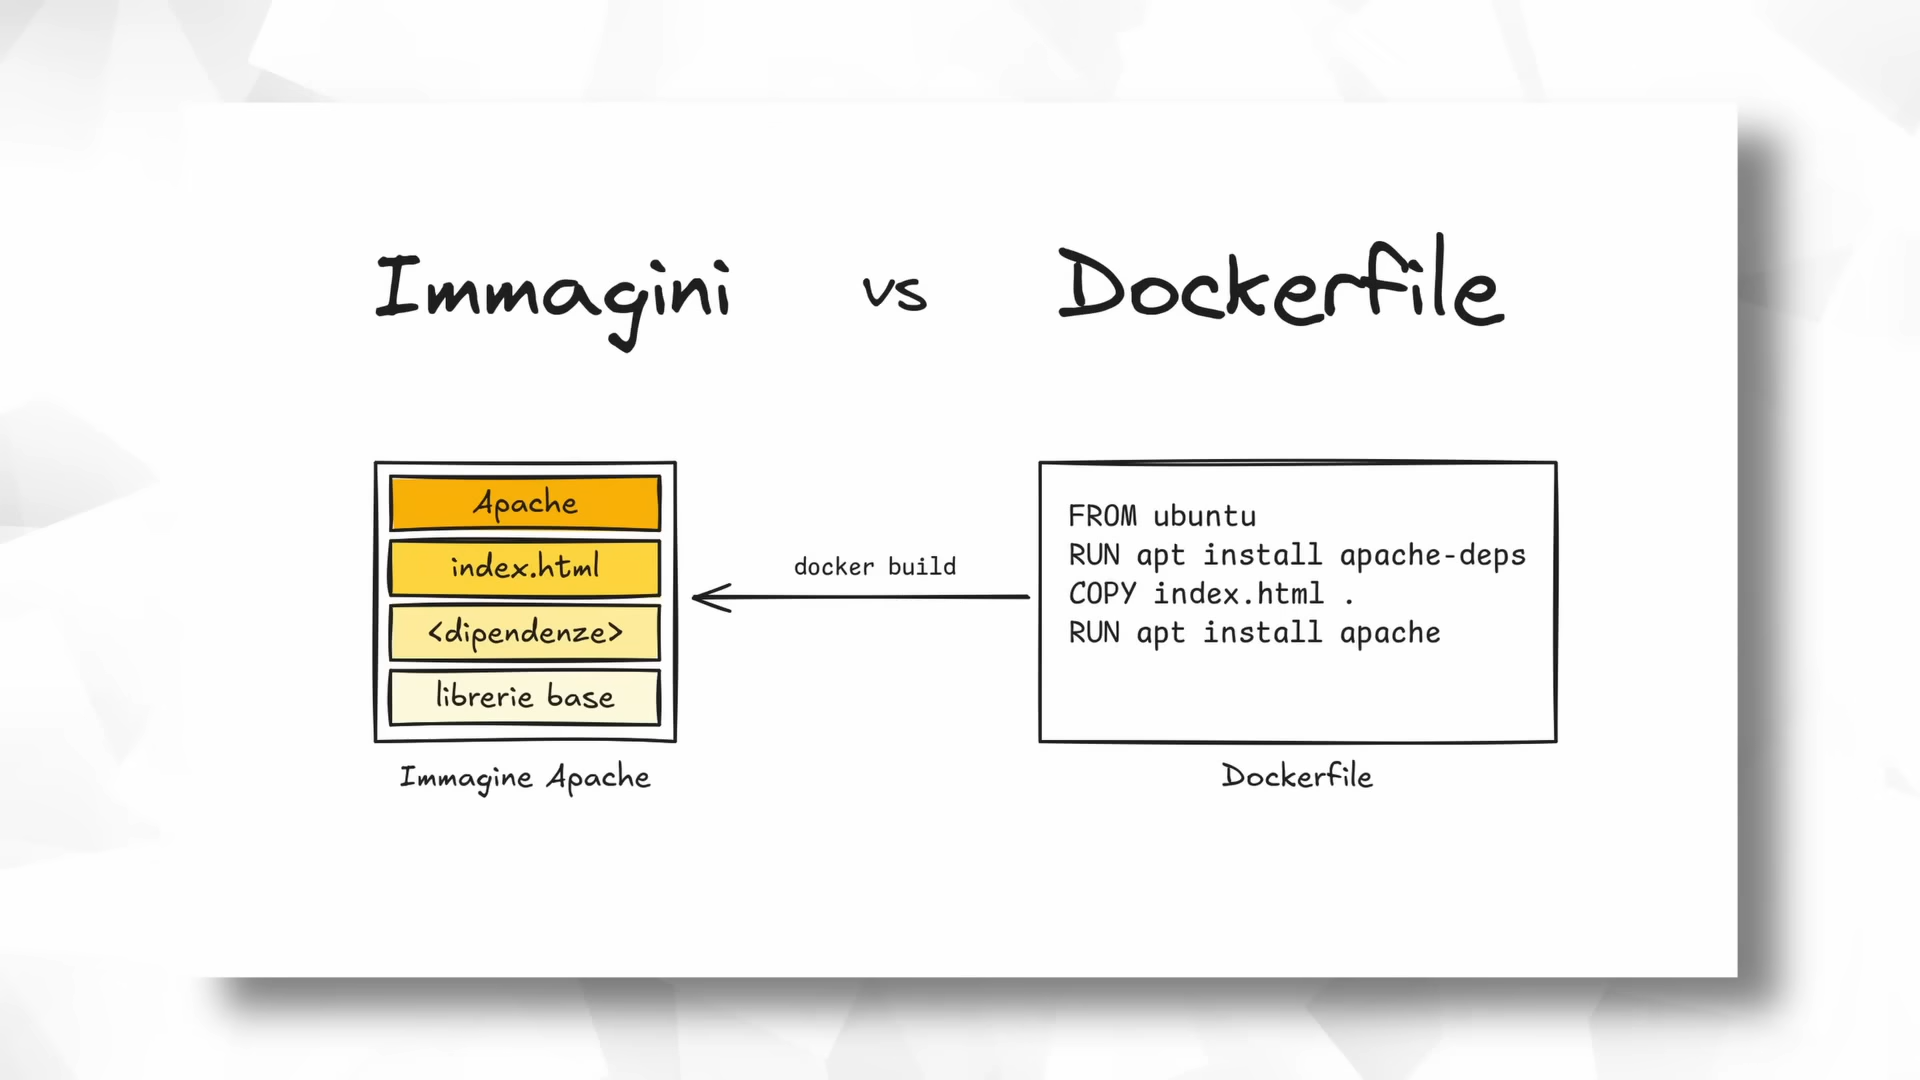 Immagini vs Dockerfile
Apache
index.html
<dipendenze>
librerie base
Immagine Apache
docker build
FROM ubuntu
RUN apt install apache-deps
COPY index.html .
RUN apt install apache
Dockerfile